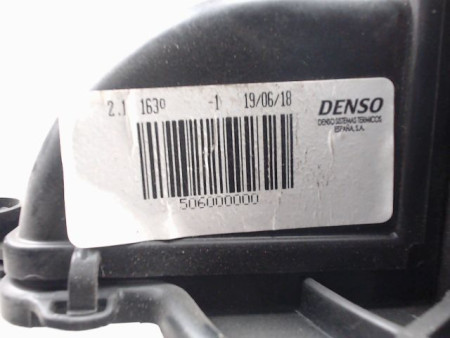 2.1 163º -1 19/06/18 DENSO
DENSO SISTEMAS TERMICOS
ESPAÑA, S.A.
506000000